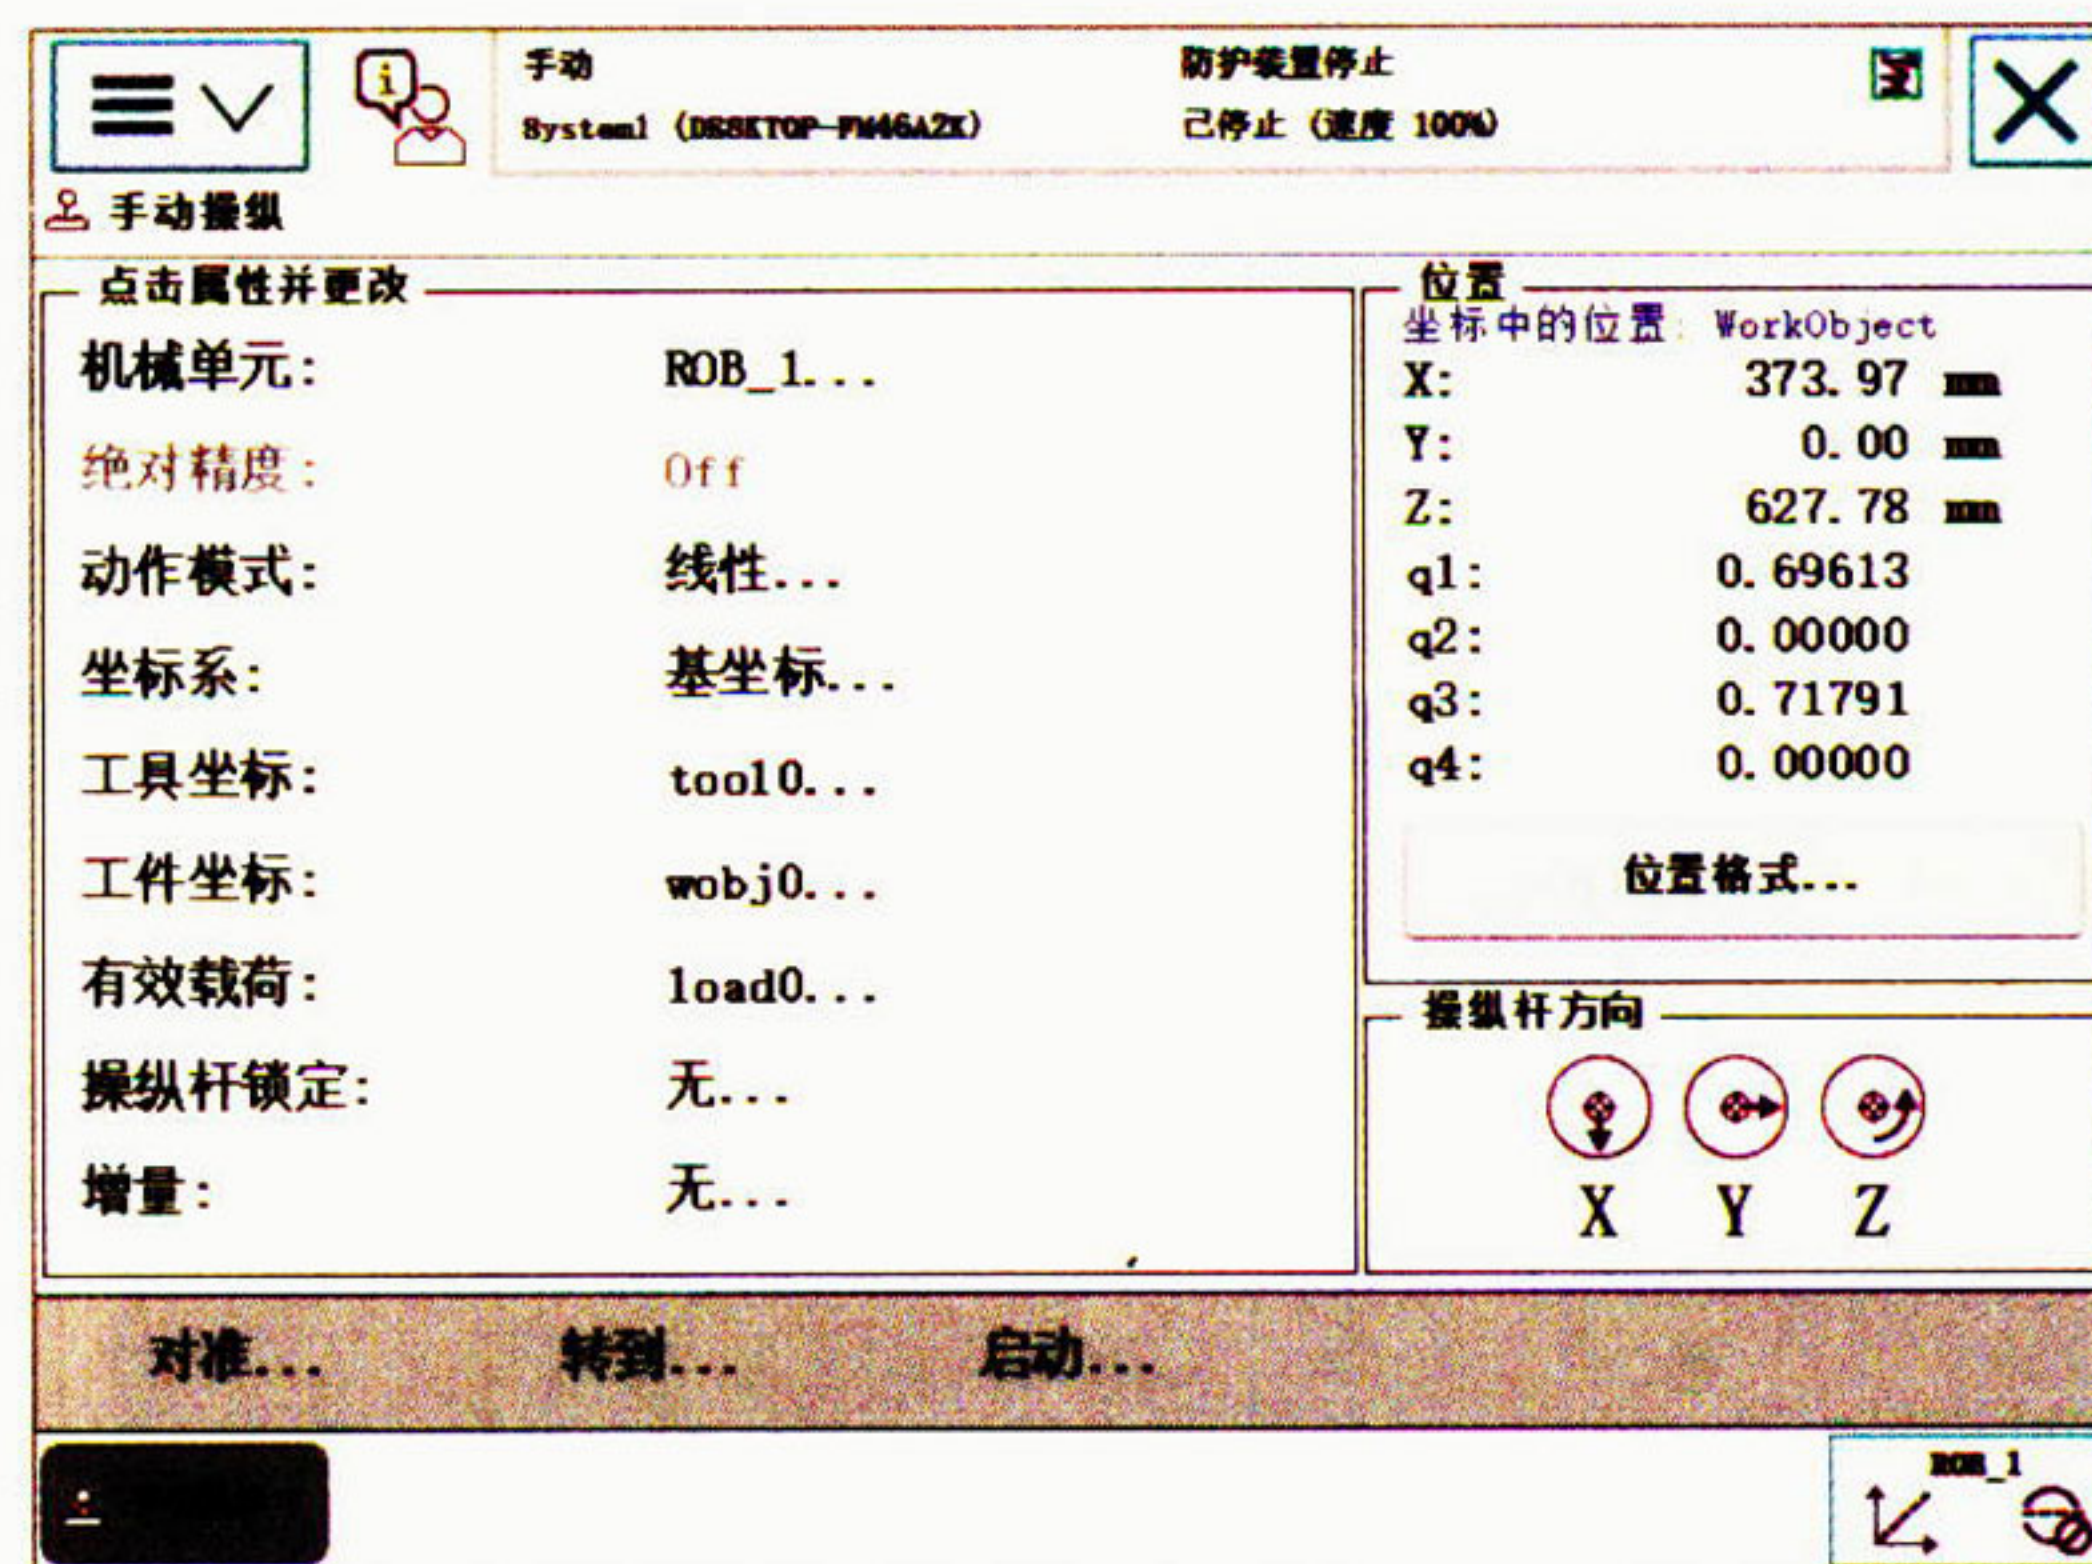 手动
System1 (DESKTOP-FM46A2X)
防护装置停止
己停止 (速度 100%)
手动操纵
点击属性并更改
机械单元: ROB_1...
绝对精度: Off
动作模式: 线性...
坐标系: 基坐标...
工具坐标: tool0...
工件坐标: wobj0...
有效载荷: load0...
操纵杆锁定: 无...
增量: 无...
位置
坐标中的位置: WorkObject
X: 373.97 mm
Y: 0.00 mm
Z: 627.78 mm
q1: 0.69613
q2: 0.00000
q3: 0.71791
q4: 0.00000
位置格式...
操纵杆方向
X Y Z
对准... 转到... 启动...
ROB_1